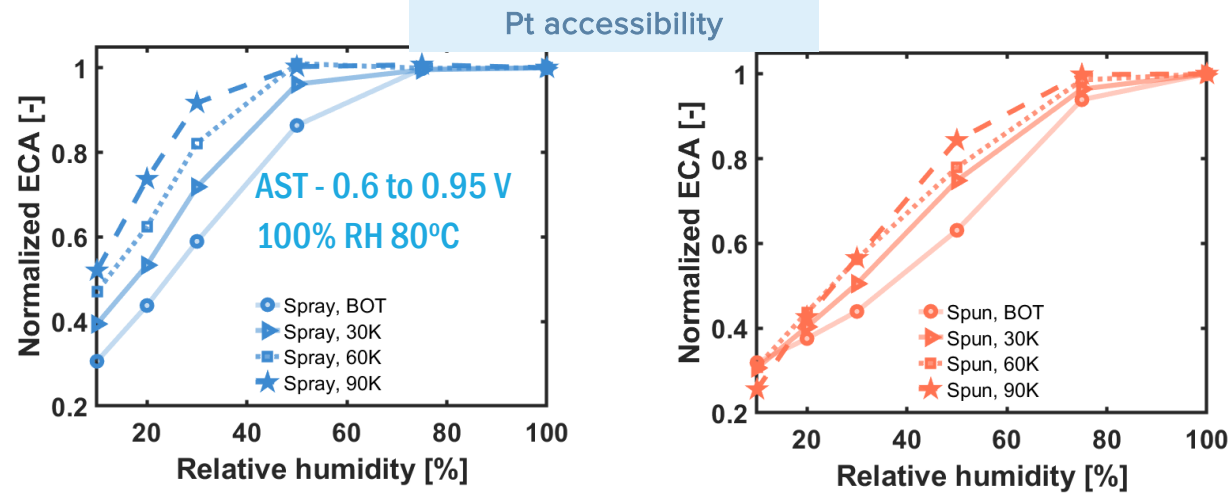 Pt accessibility
Normalized ECA [-]
1
0.8
0.6
0.4
0.2
AST - 0.6 to 0.95 V
100% RH 80ºC
Spray, BOT
Spray, 30K
Spray, 60K
Spray, 90K
20 40 60 80 100
Relative humidity [%]
Normalized ECA [-]
1
0.8
0.6
0.4
0.2
Spun, BOT
Spun, 30K
Spun, 60K
Spun, 90K
20 40 60 80 100
Relative humidity [%]